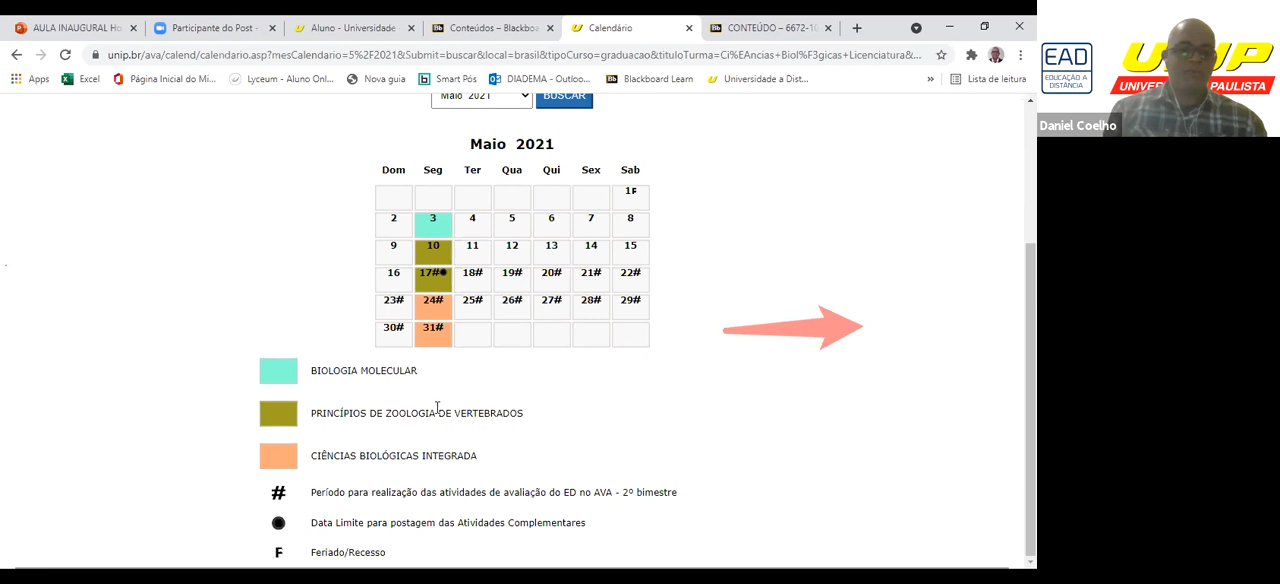 AULA INAUGURAL Ho
Participante do Post -
Aluno - Universidade
Conteúdos – Blackboa
Calendário
CONTEÚDO – 6672-10
unip.br/ava/calend/calendario.asp?mesCalendario=5%2F2021&Submit=buscar&local=brasil&tipoCurso=graduacao&tituloTurma=Ci%EAncias+Biol%F3gicas+Licenciatura&...
Apps
Excel
Página Inicial do Mi...
Lyceum - Aluno Onl...
Nova guia
Smart Pós
DIADEMA - Outloo...
Blackboard Learn
Universidade a Dist...
»
Lista de leitura
Maio 2021
BUSCAR
Maio 2021
Dom Seg Ter Qua Qui Sex Sab
1F
2 3 4 5 6 7 8
9 10 11 12 13 14 15
16 17# 18# 19# 20# 21# 22#
23# 24# 25# 26# 27# 28# 29#
30# 31#
BIOLOGIA MOLECULAR
PRINCÍPIOS DE ZOOLOGIA DE VERTEBRADOS
CIÊNCIAS BIOLÓGICAS INTEGRADA
# Período para realização das atividades de avaliação do ED no AVA - 2º bimestre
Data Limite para postagem das Atividades Complementares
F Feriado/Recesso
EAD
EDUCAÇÃO A
DISTÂNCIA
Daniel Coelho